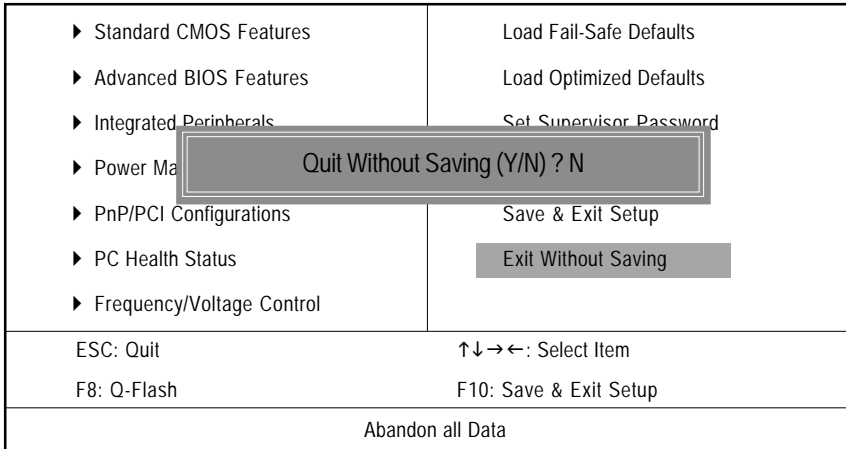 Standard CMOS Features
Advanced BIOS Features
Integrated Peripherals
Power Ma
PnP/PCI Configurations
PC Health Status
Frequency/Voltage Control
Load Fail-Safe Defaults
Load Optimized Defaults
Set Supervisor Password
Save & Exit Setup
Exit Without Saving
Quit Without Saving (Y/N) ? N
ESC: Quit
↑↓→←: Select Item
F8: Q-Flash
F10: Save & Exit Setup
Abandon all Data